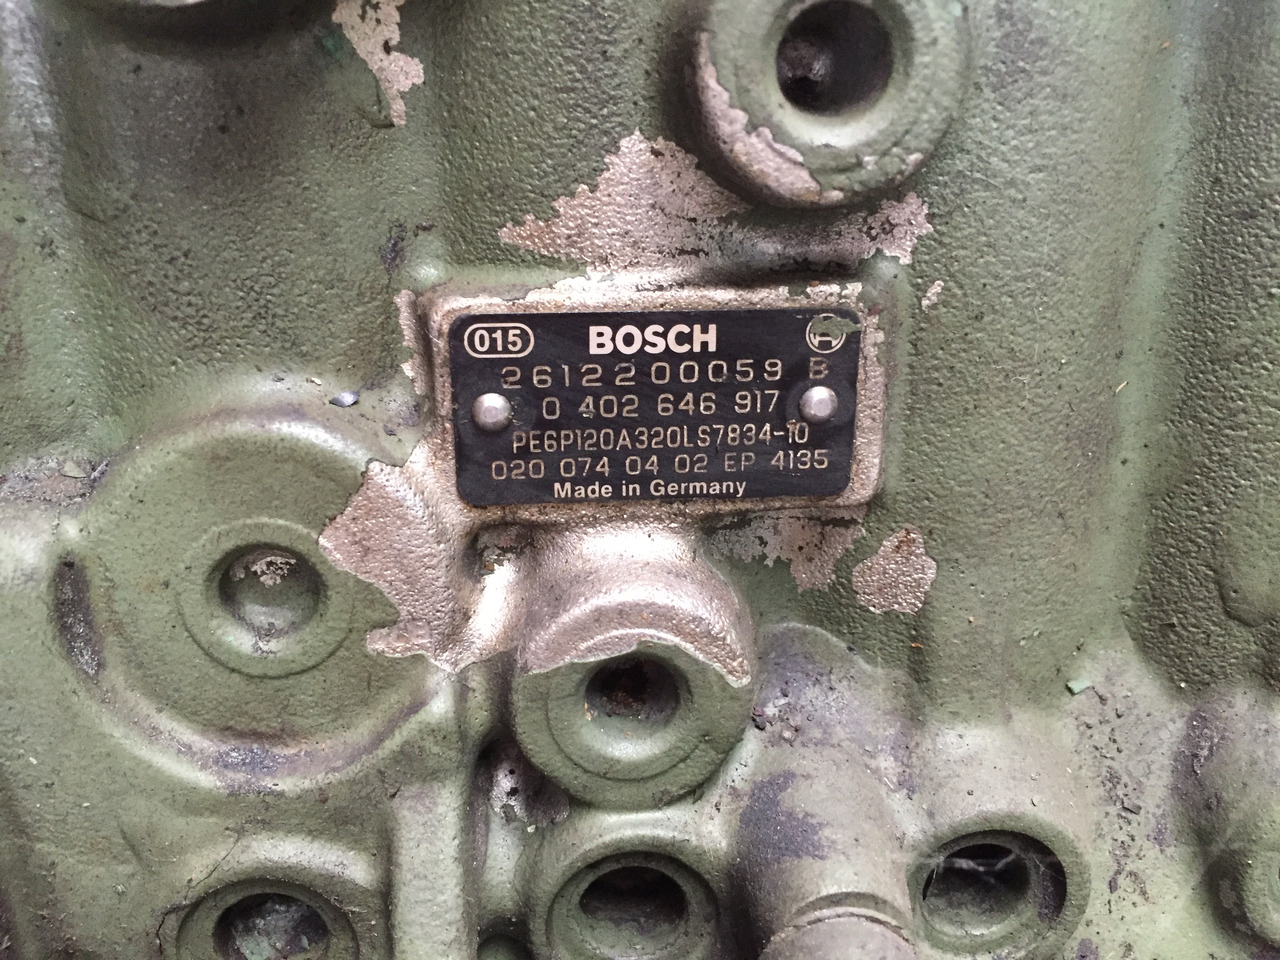 015 BOSCH
2612200059 B
0 402 646 917
PE6P120A320LS7834-10
020 074 04 02 EP 4135
Made in Germany